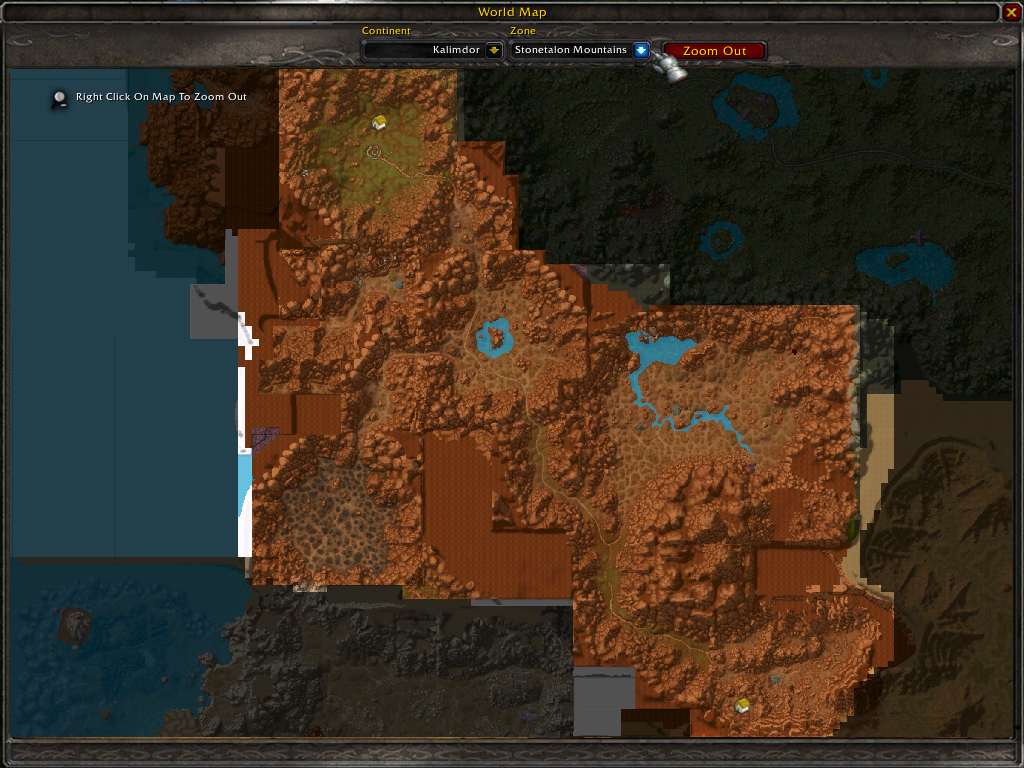 World Map
Continent
Zone
Kalimdor
Stonetalon Mountains
Zoom Out
Right Click On Map To Zoom Out